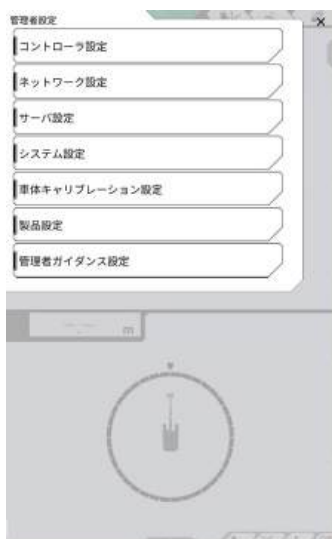 管理者設定
×
コントローラ設定
ネットワーク設定
サーバ設定
システム設定
車体キャリブレーション設定
製品設定
管理者ガイダンス設定
m